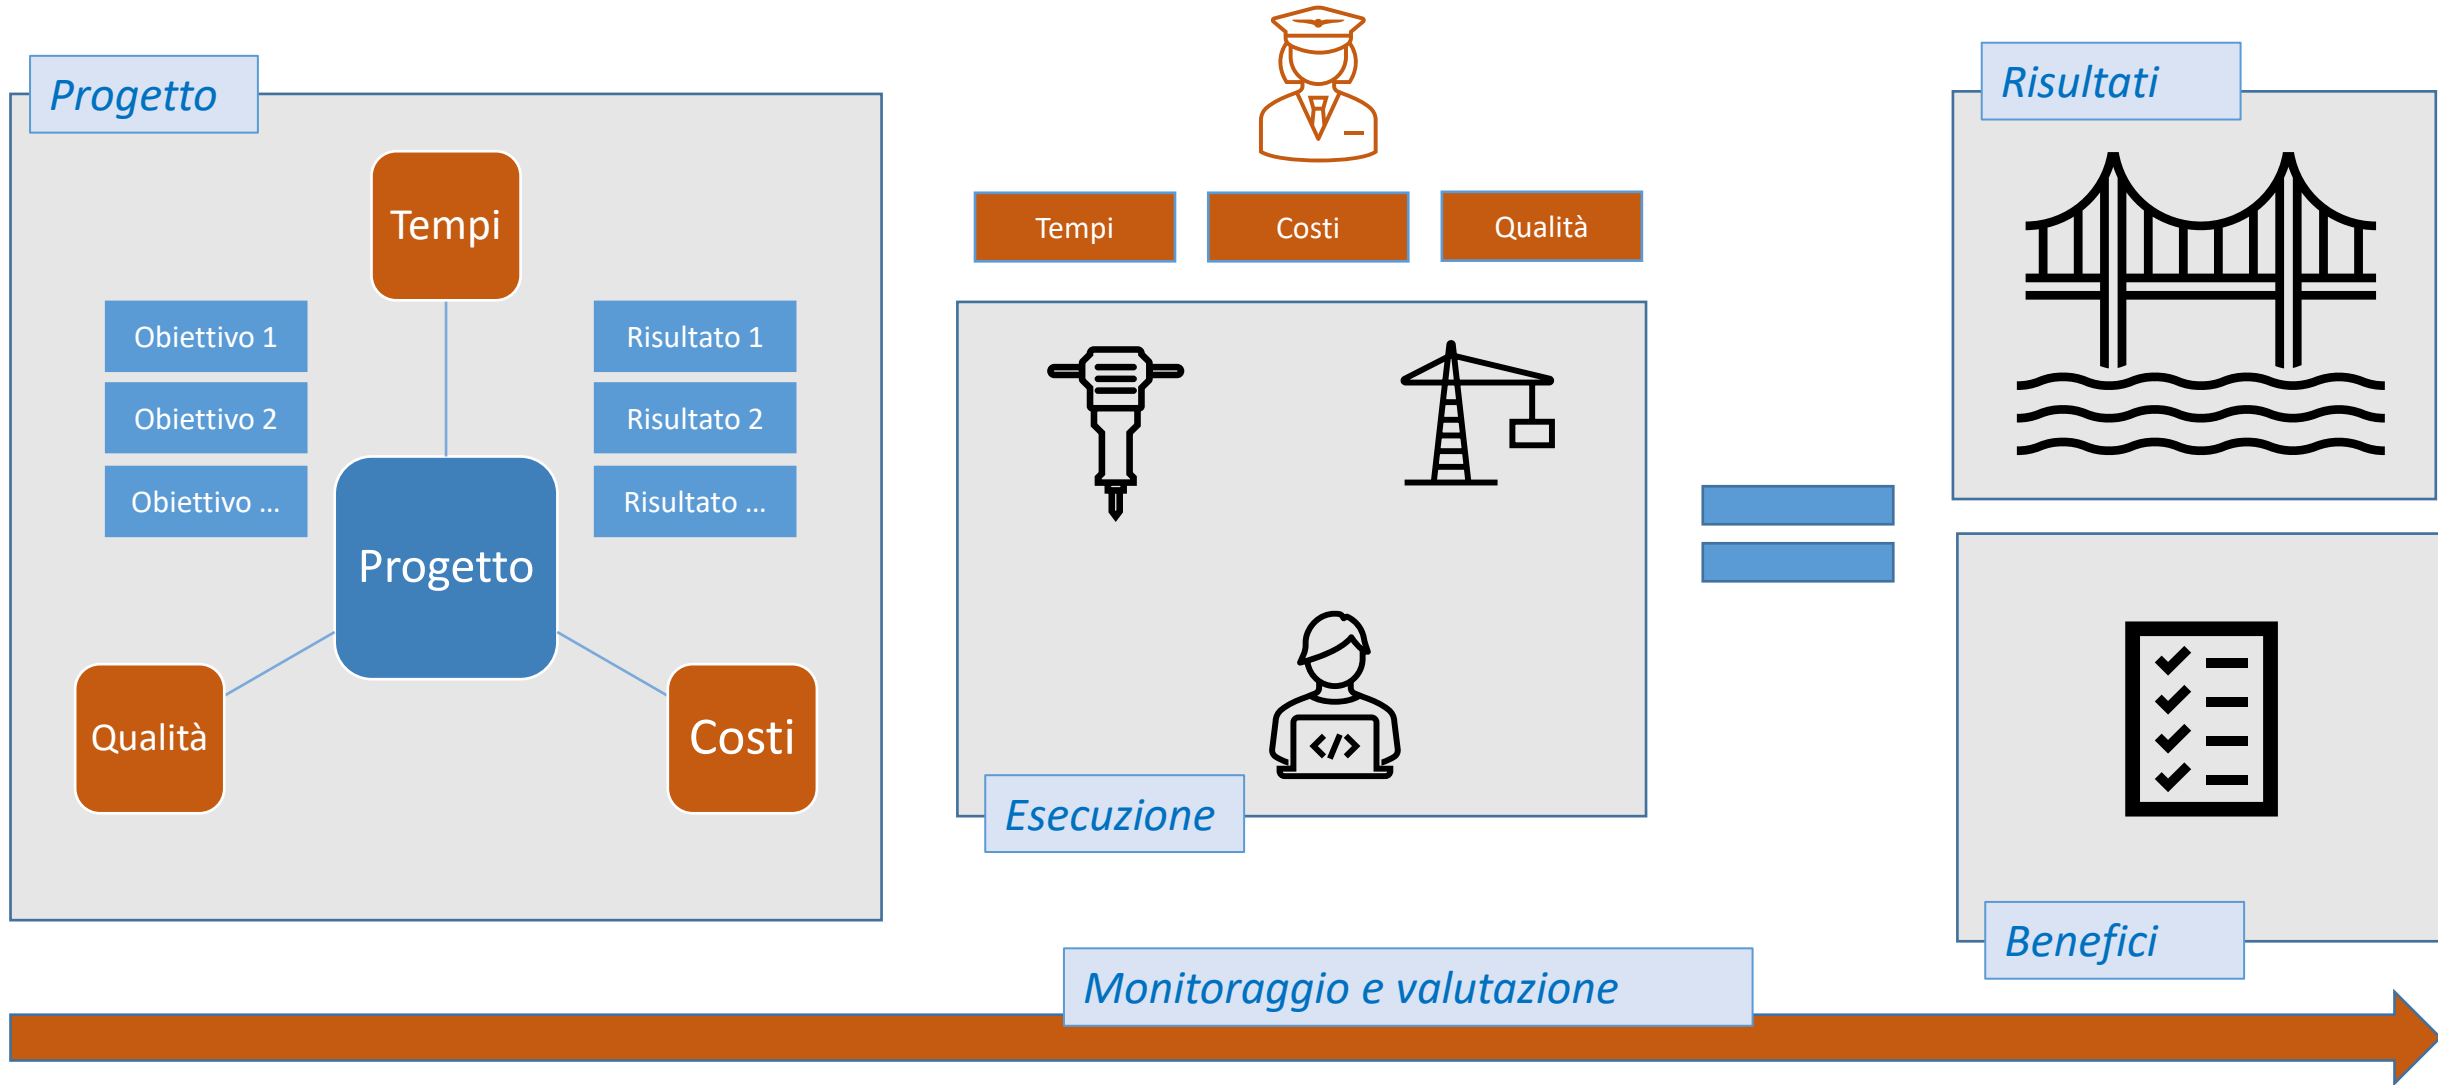 Progetto
Tempi
Obiettivo 1
Obiettivo 2
Obiettivo ...
Risultato 1
Risultato 2
Risultato ...
Progetto
Qualità
Costi
Tempi
Costi
Qualità
</>
Esecuzione
Risultati
Benefici
Monitoraggio e valutazione